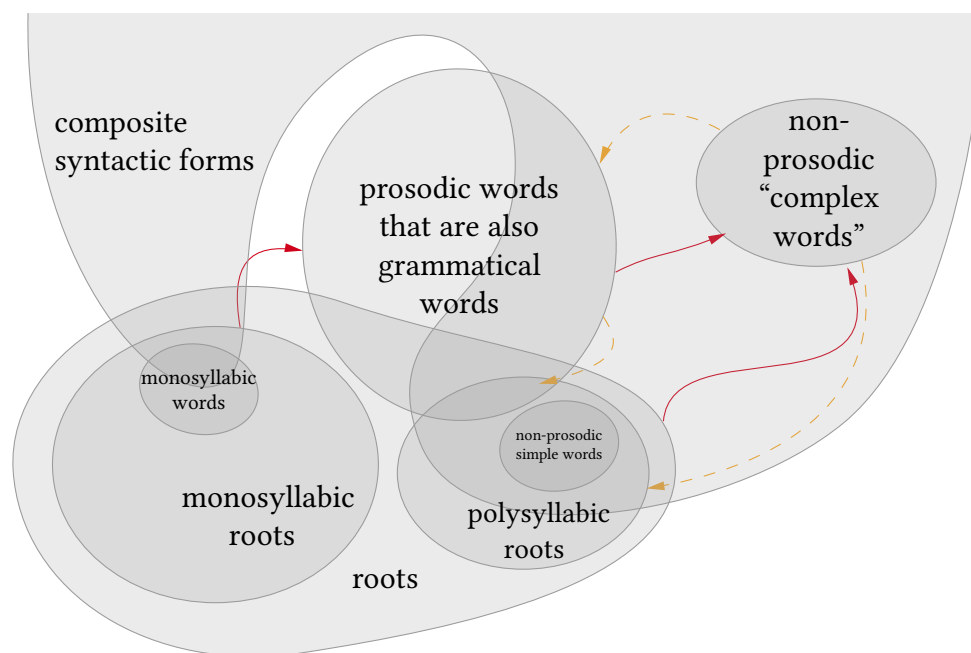 composite
syntactic forms
prosodic words
that are also
grammatical
words
non-
prosodic
“complex
words”
monosyllabic
words
non-prosodic
simple words
monosyllabic
roots
polysyllabic
roots
roots